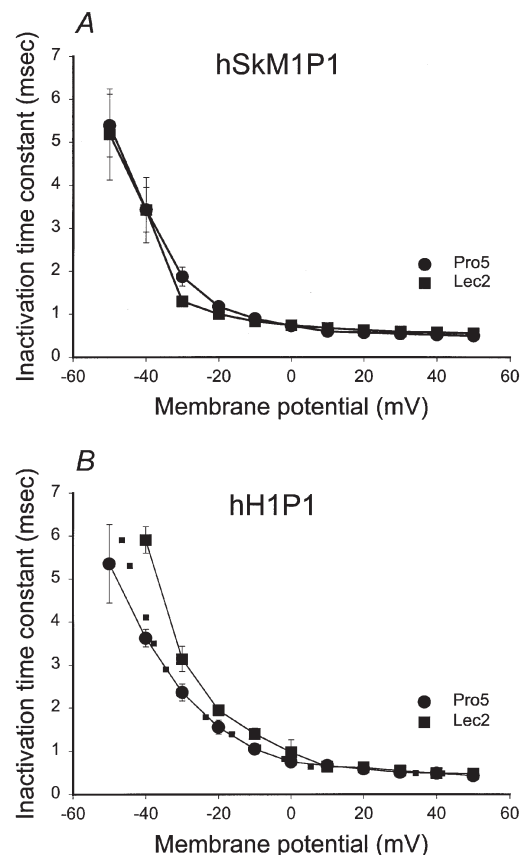 A
hSkM1P1
7
6
5
4
3
2
1
0
Inactivation time constant (msec)
Pro5
Lec2
-60 -40 -20 0 20 40 60
Membrane potential (mV)
B
hH1P1
7
6
5
4
3
2
1
0
Inactivation time constant (msec)
Pro5
Lec2
-60 -40 -20 0 20 40 60
Membrane potential (mV)